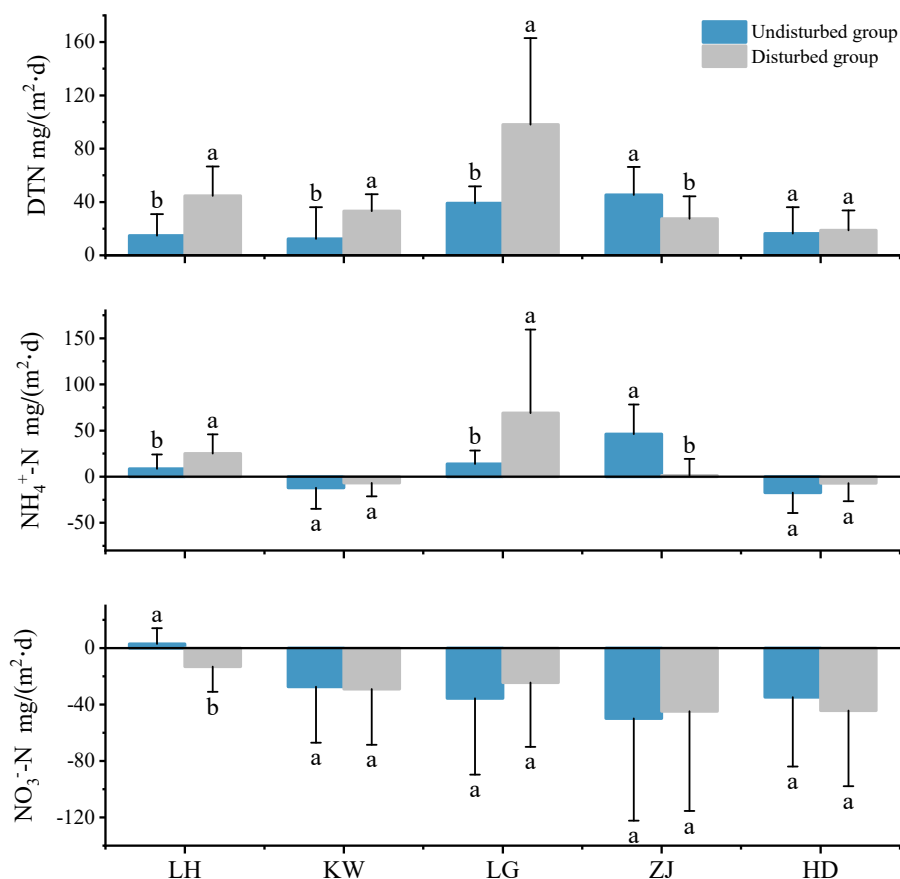 Undisturbed group
Disturbed group
DTN mg/(m²·d)
160
120
80
40
0
b a b a b a a b a a
NH₄⁺-N mg/(m²·d)
150
100
50
0
-50
b a a a b a a b a a
NO₃⁻-N mg/(m²·d)
0
-40
-80
-120
a b a a a a a a a a
LH KW LG ZJ HD